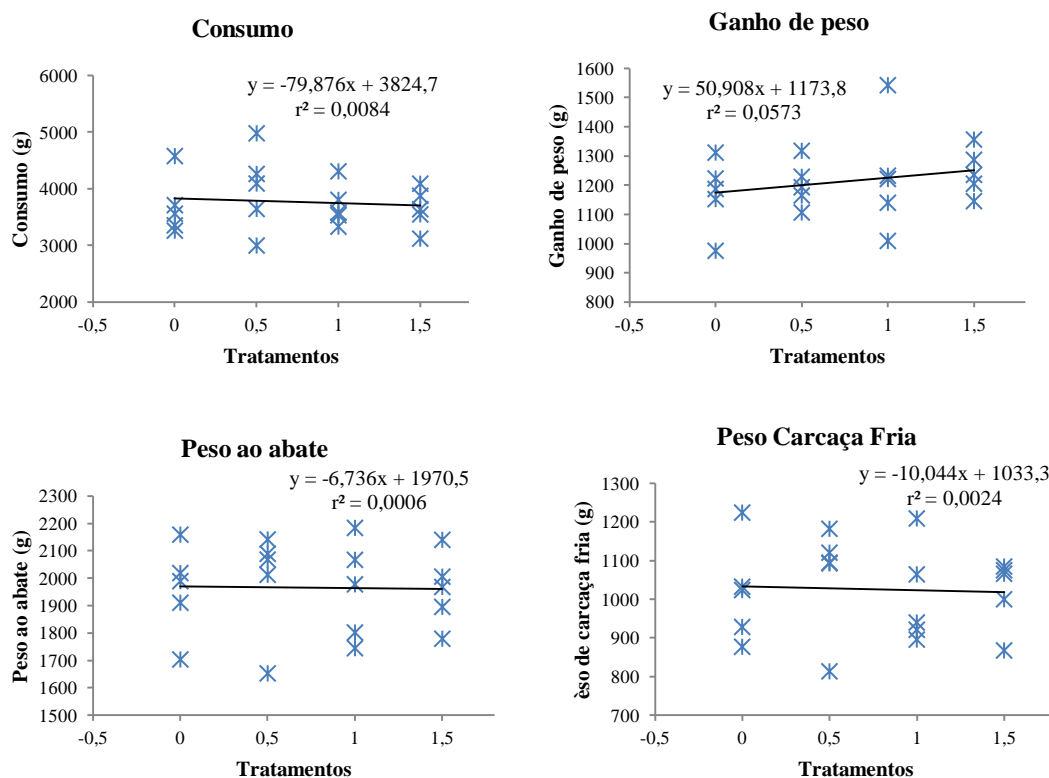 Consumo
y = -79,876x + 3824,7
r² = 0,0084
6000
5000
4000
3000
2000
-0,5
0
0,5
1
1,5
Consumo (g)
Tratamentos
Ganho de peso
y = 50,908x + 1173,8
r² = 0,0573
1600
1500
1400
1300
1200
1100
1000
900
800
-0,5
0
0,5
1
1,5
Ganho de peso (g)
Tratamentos
Peso ao abate
y = -6,736x + 1970,5
r² = 0,0006
2300
2200
2100
2000
1900
1800
1700
1600
1500
-0,5
0
0,5
1
1,5
Peso ao abate (g)
Tratamentos
Peso Carcaça Fria
y = -10,044x + 1033,3
r² = 0,0024
1300
1200
1100
1000
900
800
700
-0,5
0
0,5
1
1,5
èso de carcaça fria (g)
Tratamentos